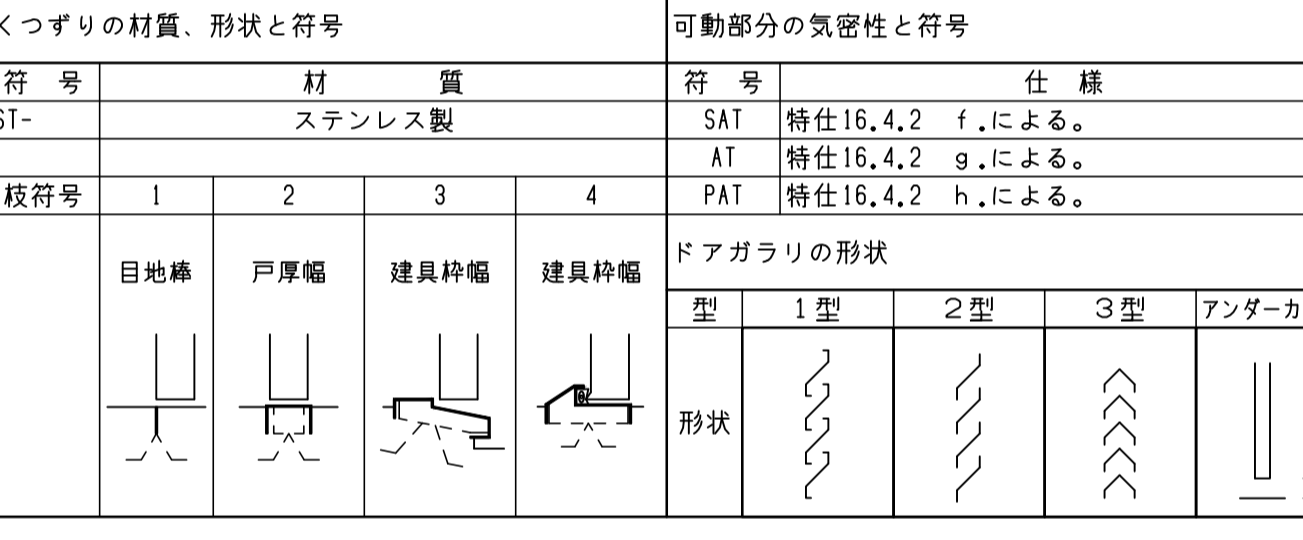 くつずりの材質、形状と符号
符 号 材 質
ST- ステンレス製
枝符号 1 2 3 4
目地棒 戸厚幅 建具枠幅 建具枠幅
可動部分の気密性と符号
符 号 仕 様
SAT 特仕16.4.2 f.による。
AT 特仕16.4.2 g.による。
PAT 特仕16.4.2 h.による。
ドアガラリの形状
型 1型 2型 3型 アンダーカ
形状